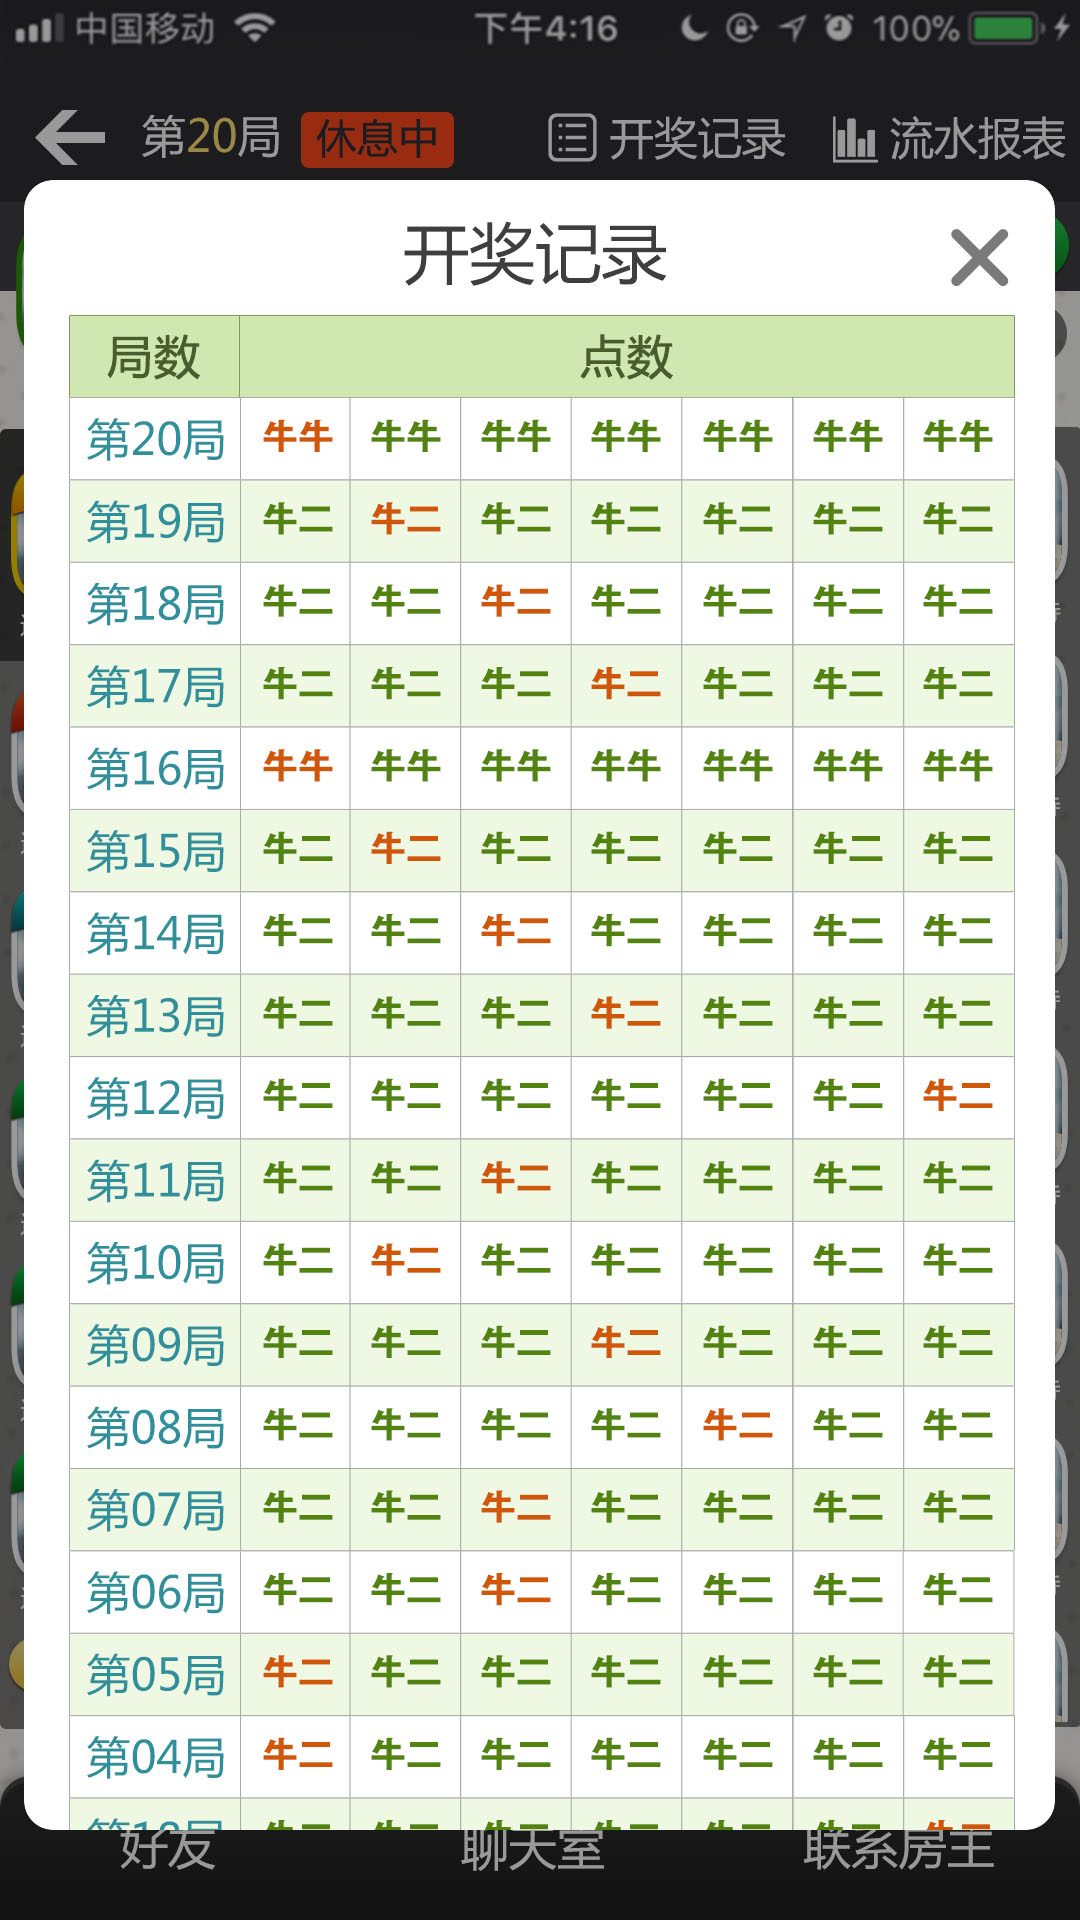 中国移动 下午4:16 100%
第20局 休息中 开奖记录 流水报表
开奖记录
局数 点数
第20局 牛牛 牛牛 牛牛 牛牛 牛牛 牛牛 牛牛
第19局 牛二 牛二 牛二 牛二 牛二 牛二 牛二
第18局 牛二 牛二 牛二 牛二 牛二 牛二 牛二
第17局 牛二 牛二 牛二 牛二 牛二 牛二 牛二
第16局 牛牛 牛牛 牛牛 牛牛 牛牛 牛牛 牛牛
第15局 牛二 牛二 牛二 牛二 牛二 牛二 牛二
第14局 牛二 牛二 牛二 牛二 牛二 牛二 牛二
第13局 牛二 牛二 牛二 牛二 牛二 牛二 牛二
第12局 牛二 牛二 牛二 牛二 牛二 牛二 牛二
第11局 牛二 牛二 牛二 牛二 牛二 牛二 牛二
第10局 牛二 牛二 牛二 牛二 牛二 牛二 牛二
第09局 牛二 牛二 牛二 牛二 牛二 牛二 牛二
第08局 牛二 牛二 牛二 牛二 牛二 牛二 牛二
第07局 牛二 牛二 牛二 牛二 牛二 牛二 牛二
第06局 牛二 牛二 牛二 牛二 牛二 牛二 牛二
第05局 牛二 牛二 牛二 牛二 牛二 牛二 牛二
第04局 牛二 牛二 牛二 牛二 牛二 牛二 牛二
好友 聊天室 联系房主